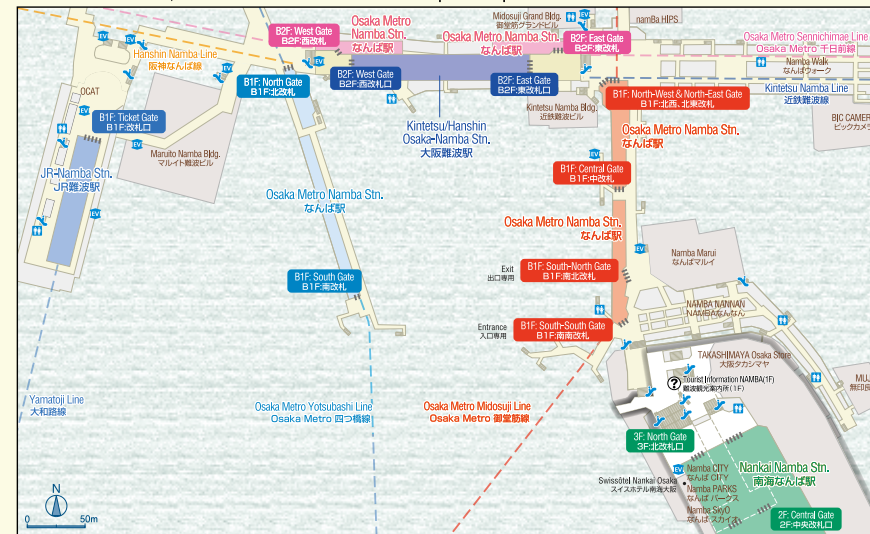 Midosuji Grand Bldg.
御堂筋グランドビル
namBa HIPS
B2F: West Gate
B2F:西改札
Osaka Metro
Namba Stn.
なんば駅
Osaka Metro Namba Stn.
なんば駅
B2F: East Gate
B2F:東改札
Osaka Metro Sennichimae Line
Osaka Metro 千日前線
Hanshin Namba Line
阪神なんば線
Namba Walk
なんばウォーク
B1F: North Gate
B1F:北改札
B2F: West Gate
B2F:西改札口
B2F: East Gate
B2F:東改札口
Kintetsu Namba Line
近鉄難波線
OCAT
B1F: North-West & North-East Gate
B1F:北西、北東改札
Kintetsu Namba Bldg.
近鉄難波ビル
B1F: Ticket Gate
B1F:改札口
BIC CAMERA
ビックカメラ
Kintetsu/Hanshin
Osaka-Namba Stn.
大阪難波駅
Osaka Metro Namba Stn.
なんば駅
Maruito Namba Bldg.
マルイト難波ビル
JR-Namba Stn.
JR難波駅
B1F: Central Gate
B1F:中改札
Osaka Metro Namba Stn.
なんば駅
Osaka Metro Namba Stn.
なんば駅
Namba Marui
なんばマルイ
Exit
出口専用
B1F: South-North Gate
B1F:南北改札
B1F: South Gate
B1F:南改札
NAMBA NANNAN
NAMBAなんなん
Entrance
入口専用
B1F: South-South Gate
B1F:南南改札
TAKASHIMAYA Osaka Store
大阪タカシマヤ
Tourist Information NAMBA(1F)
難波観光案内所(1F)
MUJ
無印良
Yamatoji Line
大和路線
Osaka Metro Yotsubashi Line
Osaka Metro 四つ橋線
Osaka Metro Midosuji Line
Osaka Metro 御堂筋線
3F: North Gate
3F:北改札口
Nankai Namba Stn.
南海なんば駅
Namba CITY
なんば CITY
Swissôtel Nankai Osaka
スイスホテル南海大阪
Namba PARKS
なんば パークス
Namba SkyO
なんば スカイオ
2F: Central Gate
2F:中央改札口
N
0
50m